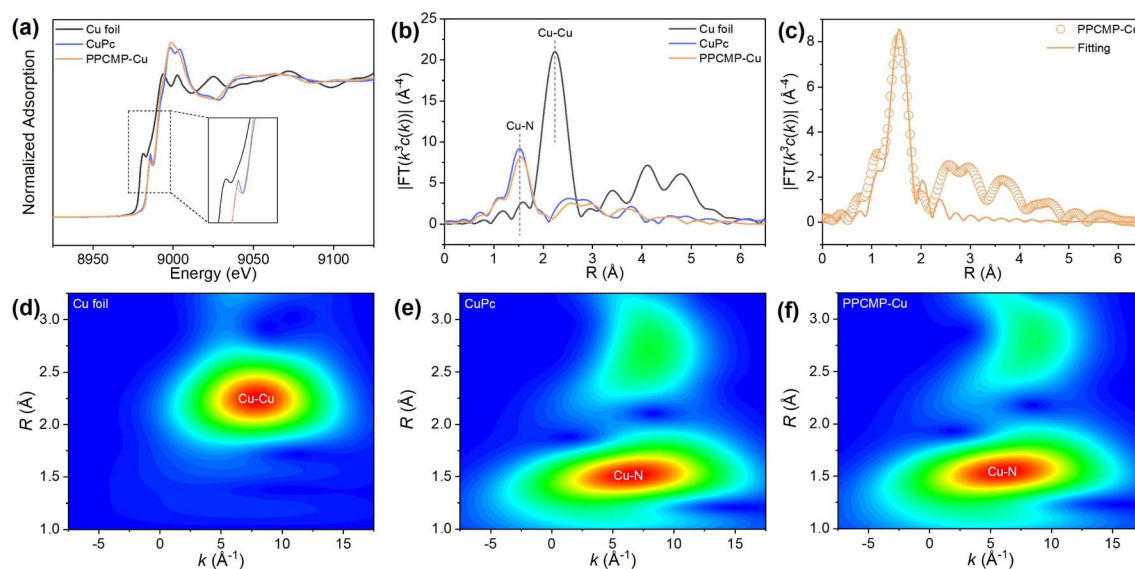 (a)
Cu foil
CuPc
PPCMP-Cu
Normalized Adsorption
8950 9000 9050 9100
Energy (eV)
(b)
Cu-Cu
Cu foil
CuPc
PPCMP-Cu
Cu-N
|FT(k³c(k))| (Å⁻⁴)
25
20
15
10
5
0
0 1 2 3 4 5 6
R (Å)
(c)
PPCMP-Cu
Fitting
|FT(k³c(k))| (Å⁻⁴)
8
6
4
2
0
0 1 2 3 4 5 6
R (Å)
(d)
Cu foil
Cu-Cu
R (Å)
3.0
2.5
2.0
1.5
1.0
-5 0 5 10 15
k (Å⁻¹)
(e)
CuPc
Cu-N
R (Å)
3.0
2.5
2.0
1.5
1.0
-5 0 5 10 15
k (Å⁻¹)
(f)
PPCMP-Cu
Cu-N
R (Å)
3.0
2.5
2.0
1.5
1.0
-5 0 5 10 15
k (Å⁻¹)